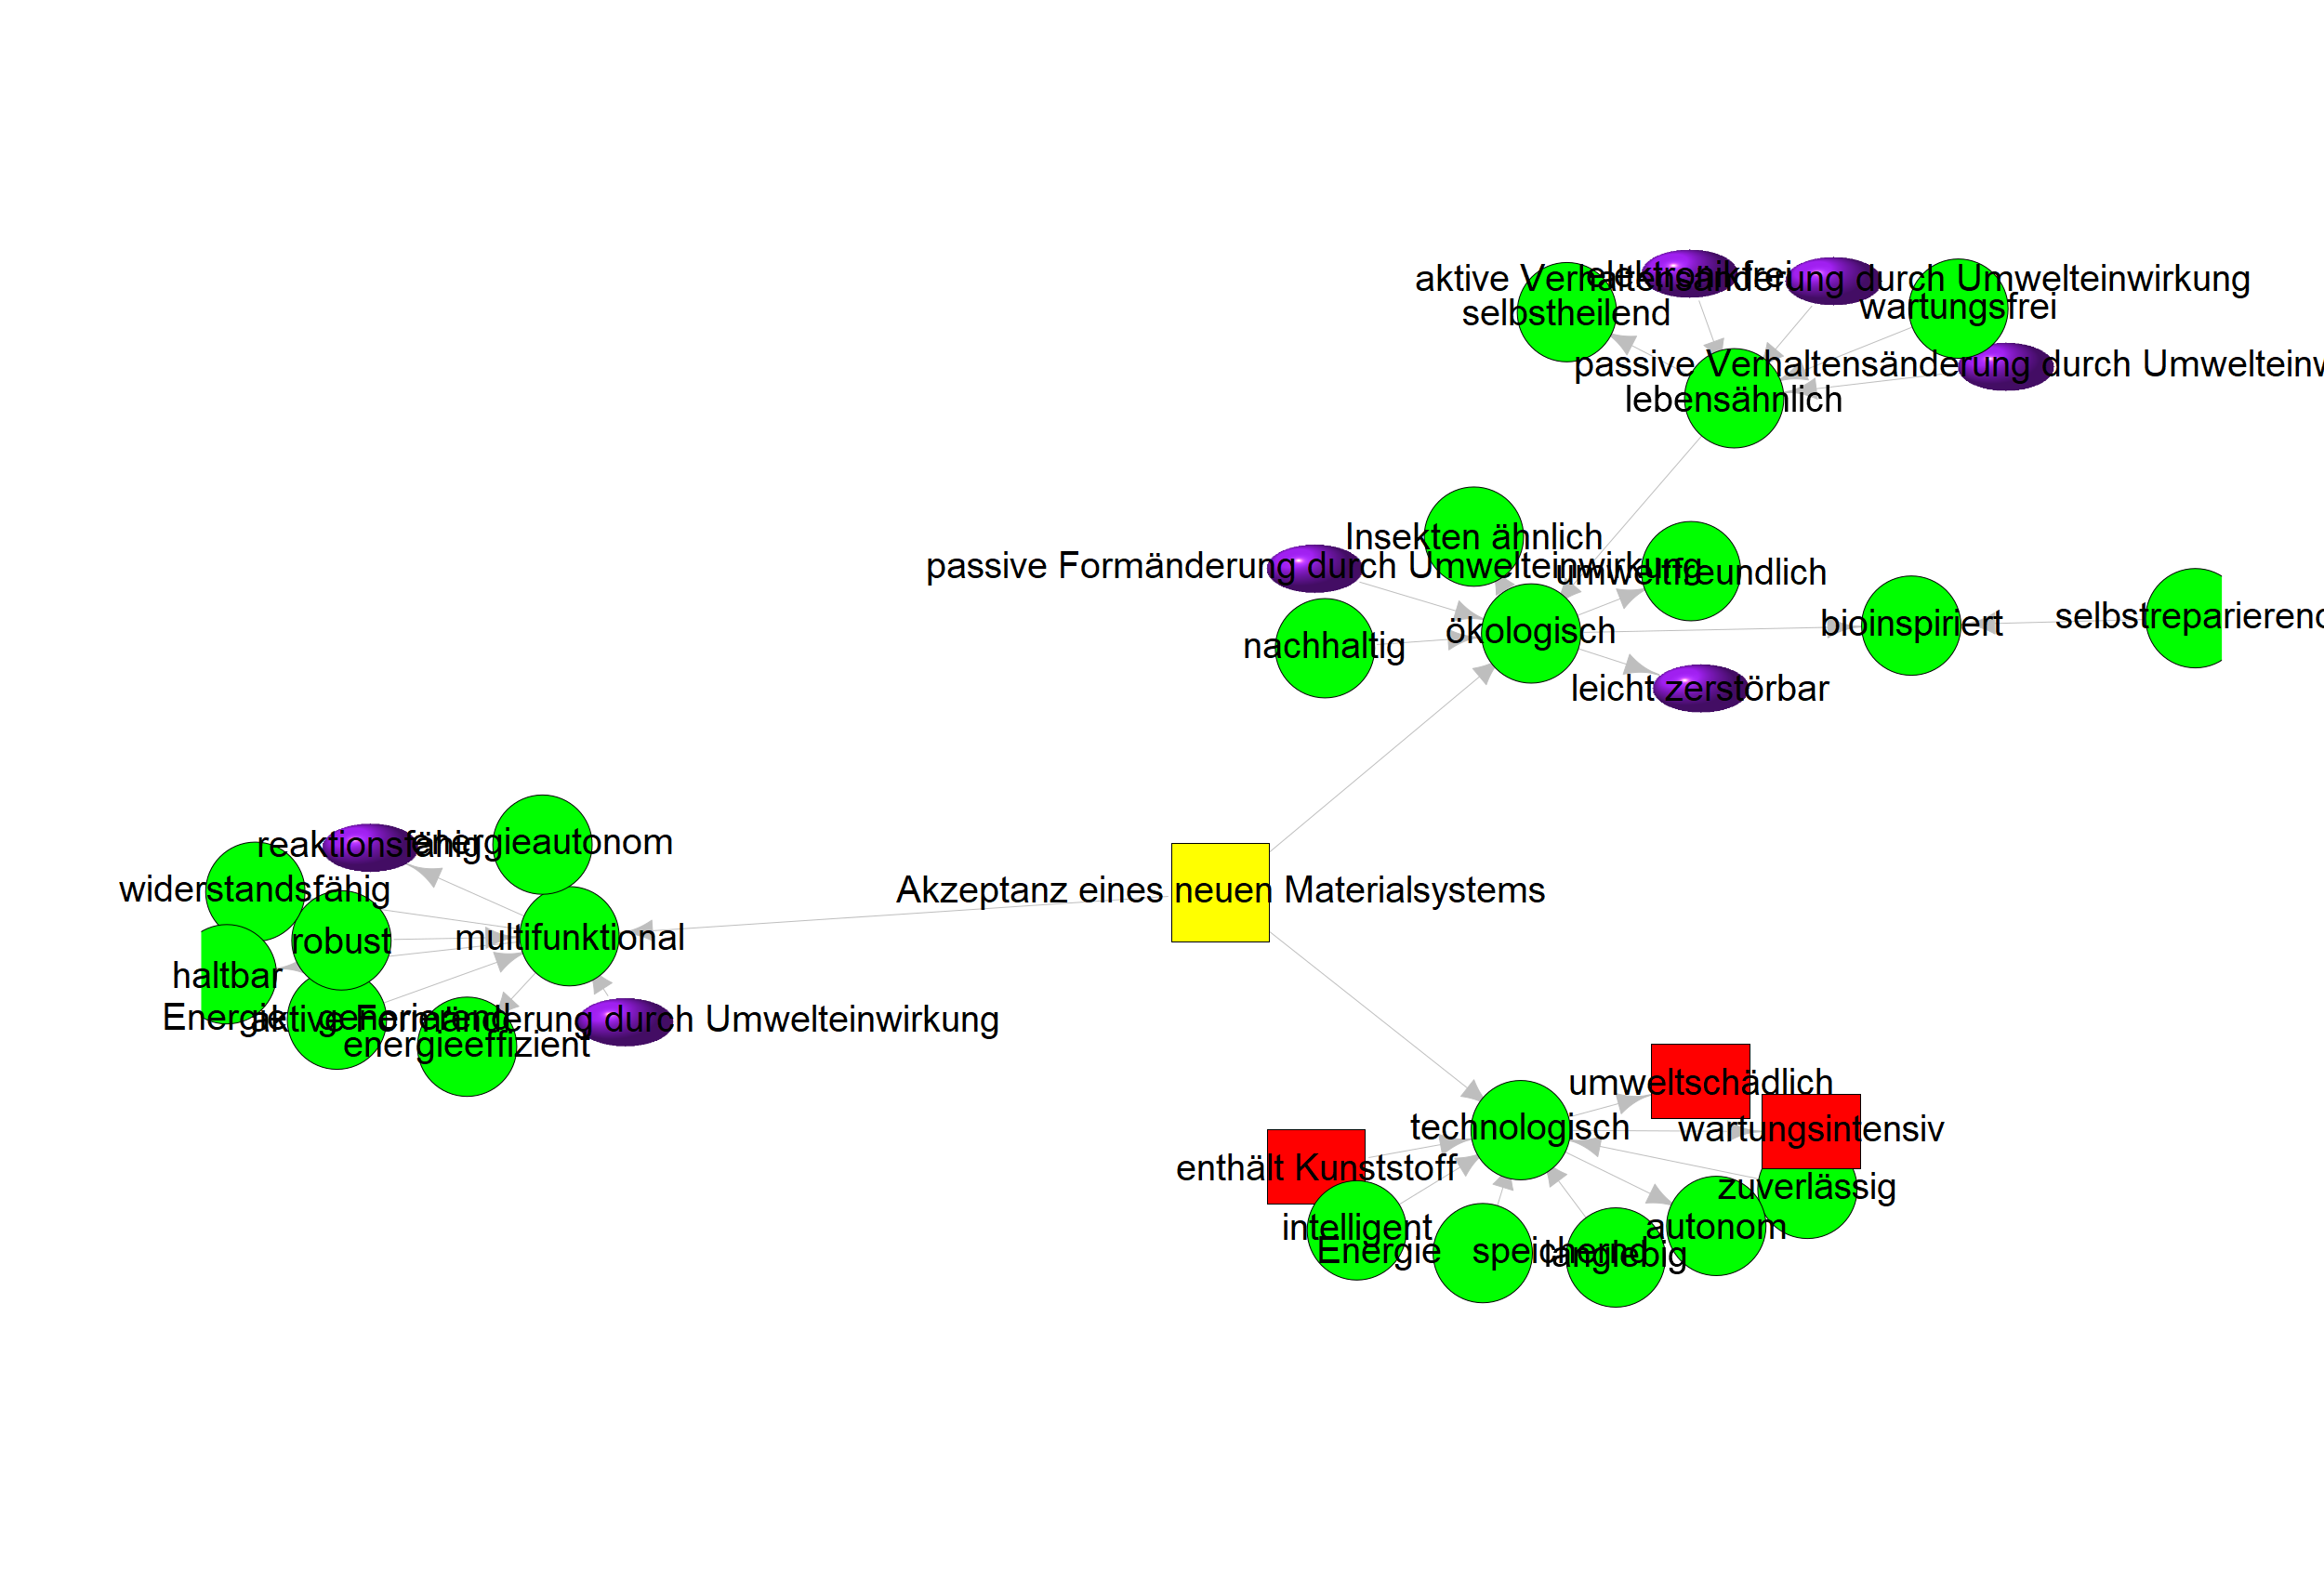 aktive Verhaltensänderung durch Umwelteinwirkung
elektronikfrei
selbstheilend
wartungsfrei
passive Verhaltensänderung durch Umwelteinw
lebensähnlich
Insekten ähnlich
passive Formänderung durch Umwelteinwirkung
umweltfreundlich
nachhaltig
ökologisch
bioinspiriert
selbstreparierend
leicht zerstörbar
reaktionsfähig
energieautonom
widerstandsfähig
Akzeptanz eines neuen Materialsystems
robust
multifunktional
haltbar
Energie generierend
aktive Formänderung durch Umwelteinwirkung
energieeffizient
umweltschädlich
technologisch
wartungsintensiv
enthält Kunststoff
zuverlässig
intelligent
autonom
Energie speichernd
langlebig